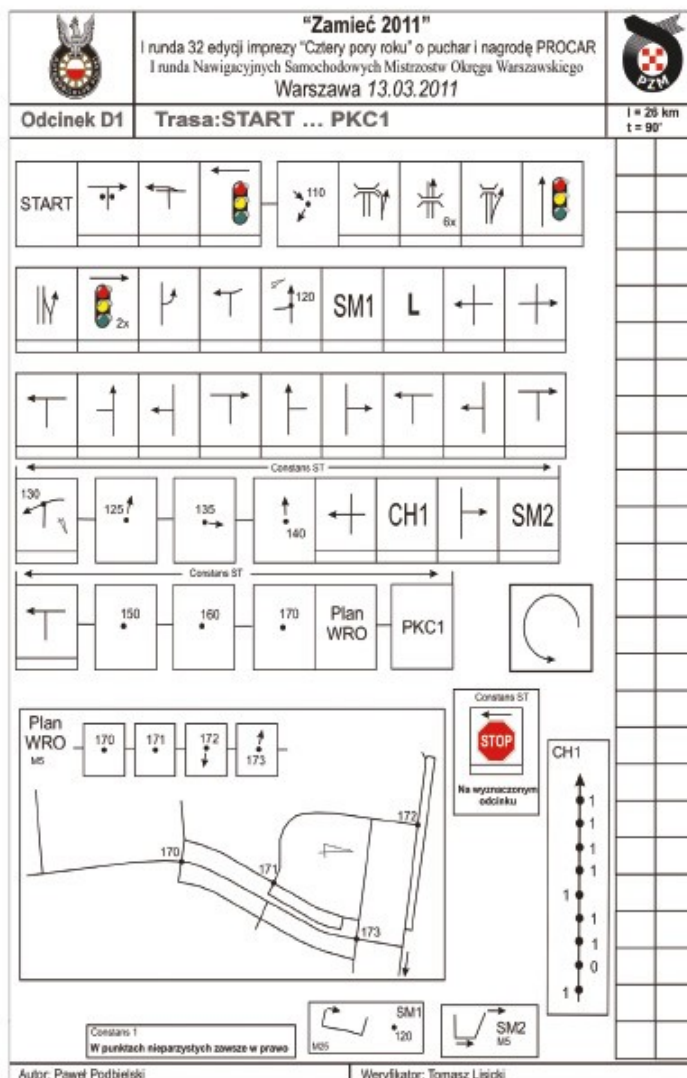 "Zamieć 2011"
I runda 32 edycji imprezy "Cztery pory roku" o puchar i nagrodę PROCAR
I runda Nawigacyjnych Samochodowych Mistrzostw Okręgu Warszawskiego
Warszawa 13.03.2011
PZM
Odcinek D1
Trasa:START ... PKC1
l = 26 km
t = 90'
START
110
6x
2x
120
SM1
L
Constans ST
130
125
135
140
CH1
SM2
Constans ST
150
160
170
Plan
WRO
PKC1
Plan
WRO
M5
170
171
172
173
170
171
172
173
Constans ST
STOP
Na wyznaczonym
odcinku
CH1
1
1
1
1
1
1
1
0
1
Constans 1
W punktach nieparzystych zawsze w prawo
SM1
120
M25
SM2
M5
Autor: Paweł Podbielski
Weryfikator: Tomasz Lisicki